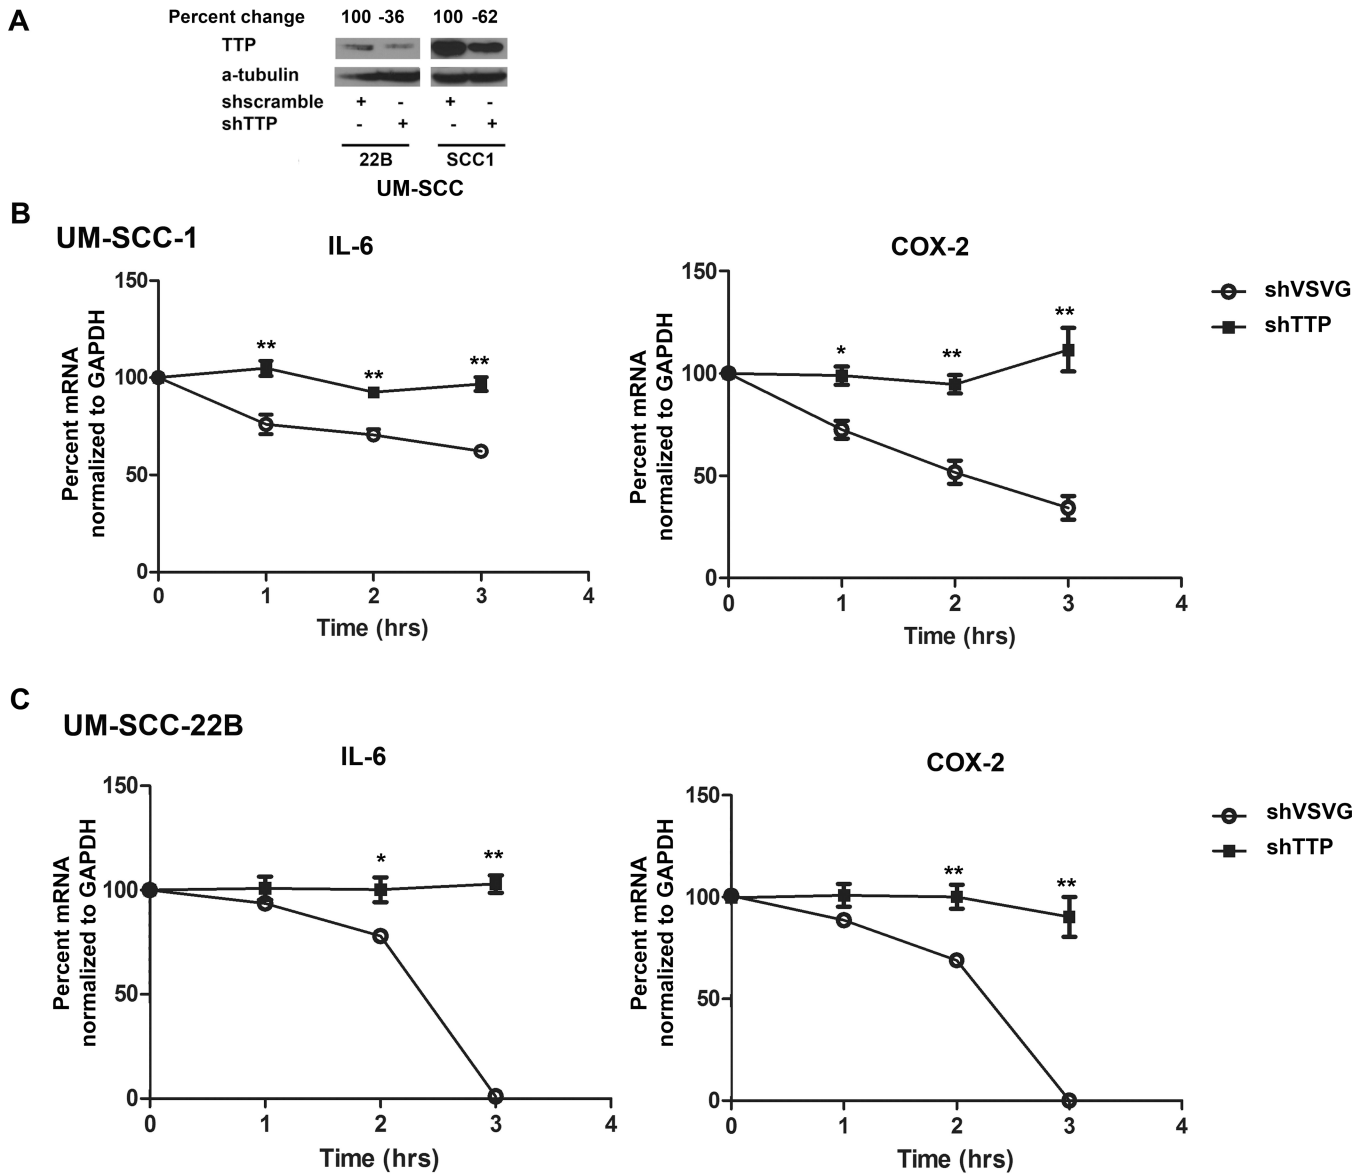 A
Percent change 100 -36 100 -62
TTP
a-tubulin
shscramble + - + -
shTTP - + - +
22B SCC1
UM-SCC
B
UM-SCC-1
IL-6
150
100
50
0
Percent mRNA
normalized to GAPDH
** ** **
0 1 2 3 4
Time (hrs)
COX-2
150
100
50
0
Percent mRNA
normalized to GAPDH
* ** **
0 1 2 3 4
Time (hrs)
shVSVG
shTTP
C
UM-SCC-22B
IL-6
150
100
50
0
Percent mRNA
normalized to GAPDH
* **
0 1 2 3 4
Time (hrs)
COX-2
150
100
50
0
Percent mRNA
normalized to GAPDH
** **
0 1 2 3 4
Time (hrs)
shVSVG
shTTP